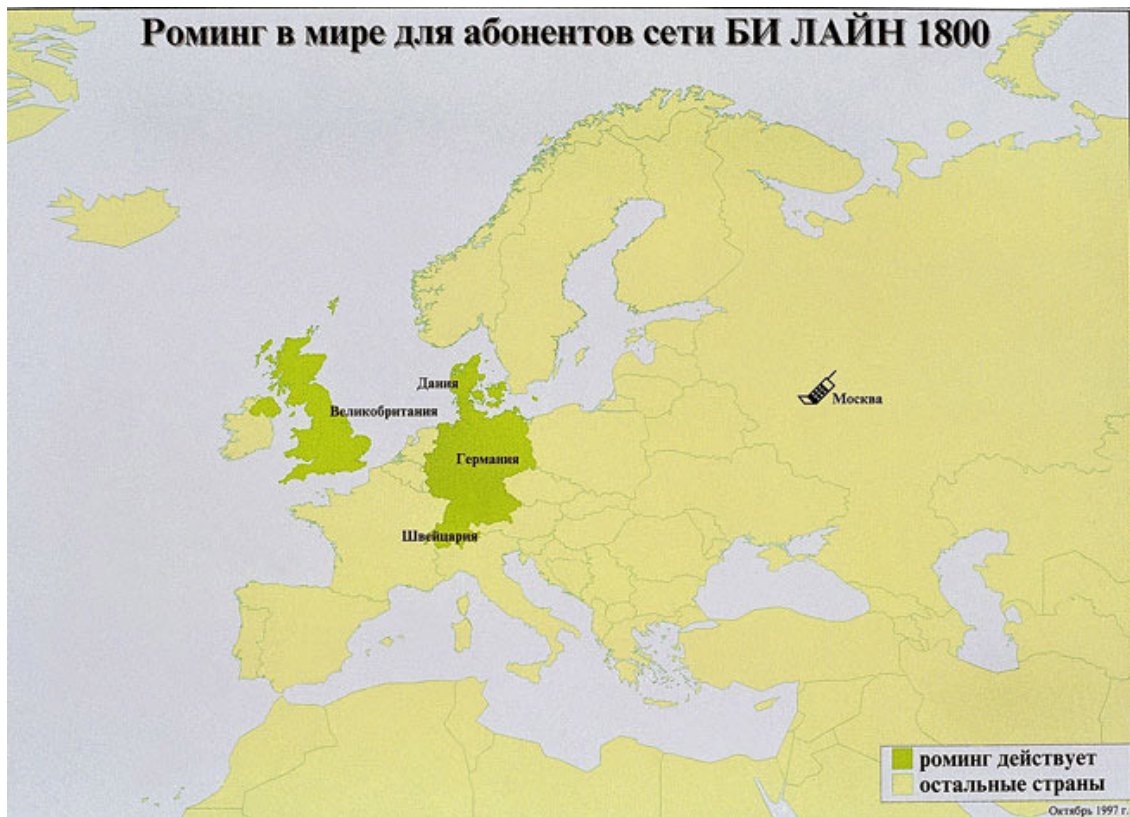 Роминг в мире для абонентов сети БИ ЛАЙН 1800
Дания
Великобритания
Москва
Германия
Швейцария
роминг действует
остальные страны
Октябрь 1997 г.